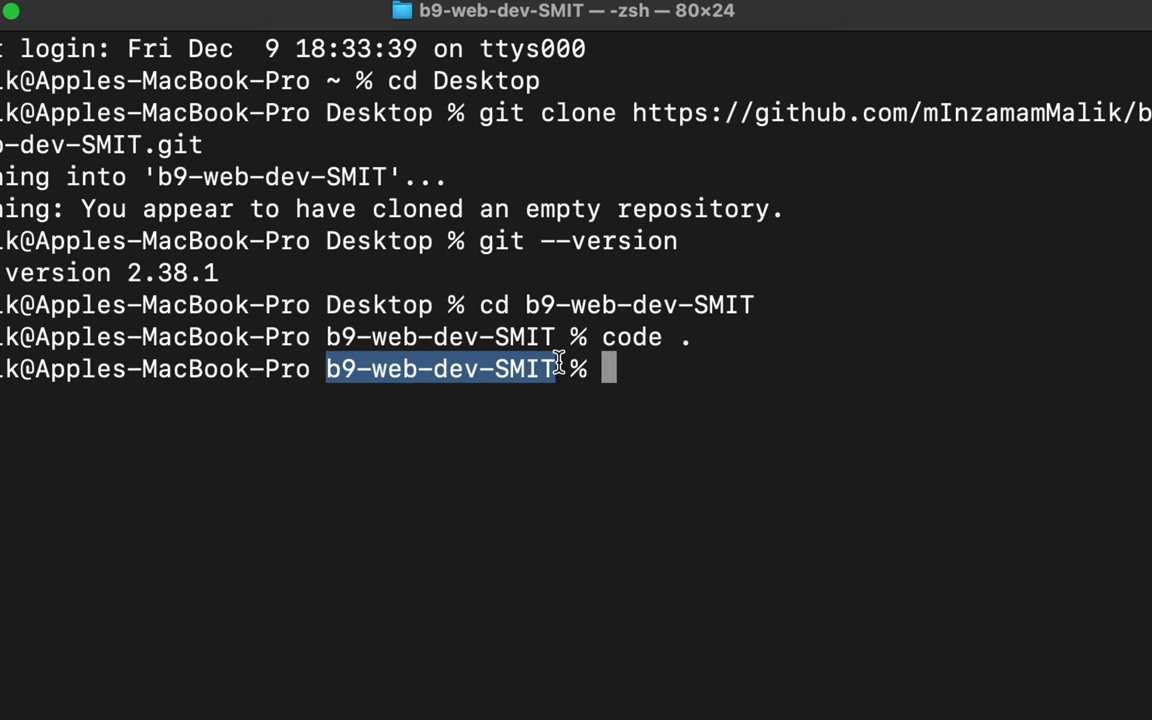 b9-web-dev-SMIT — -zsh — 80×24
t login: Fri Dec  9 18:33:39 on ttys000
lk@Apples-MacBook-Pro ~ % cd Desktop
lk@Apples-MacBook-Pro Desktop % git clone https://github.com/mInzamamMalik/b
-dev-SMIT.git
ning into 'b9-web-dev-SMIT'...
ning: You appear to have cloned an empty repository.
lk@Apples-MacBook-Pro Desktop % git --version
version 2.38.1
lk@Apples-MacBook-Pro Desktop % cd b9-web-dev-SMIT
lk@Apples-MacBook-Pro b9-web-dev-SMIT % code .
lk@Apples-MacBook-Pro b9-web-dev-SMIT %